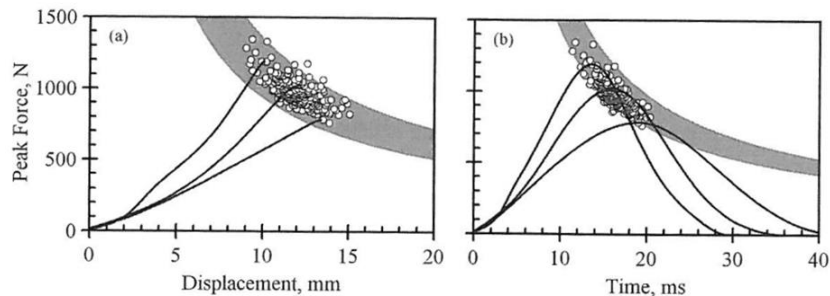 (a)
(b)
Peak Force, N
1500
1000
500
0
0 5 10 15 20
0 10 20 30 40
Displacement, mm
Time, ms